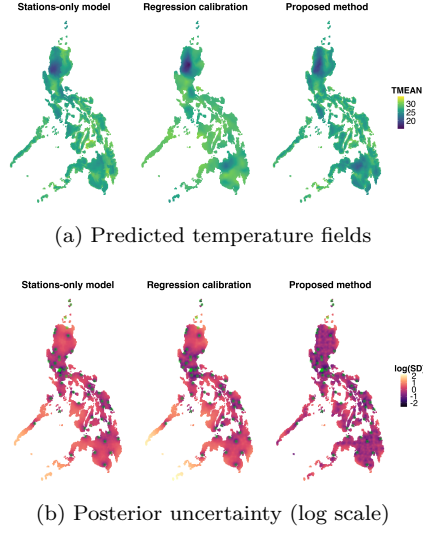 Stations-only model Regression calibration Proposed method
TMEAN
30
25
20
(a) Predicted temperature fields
Stations-only model Regression calibration Proposed method
log(SD)
2
1
0
-1
-2
(b) Posterior uncertainty (log scale)